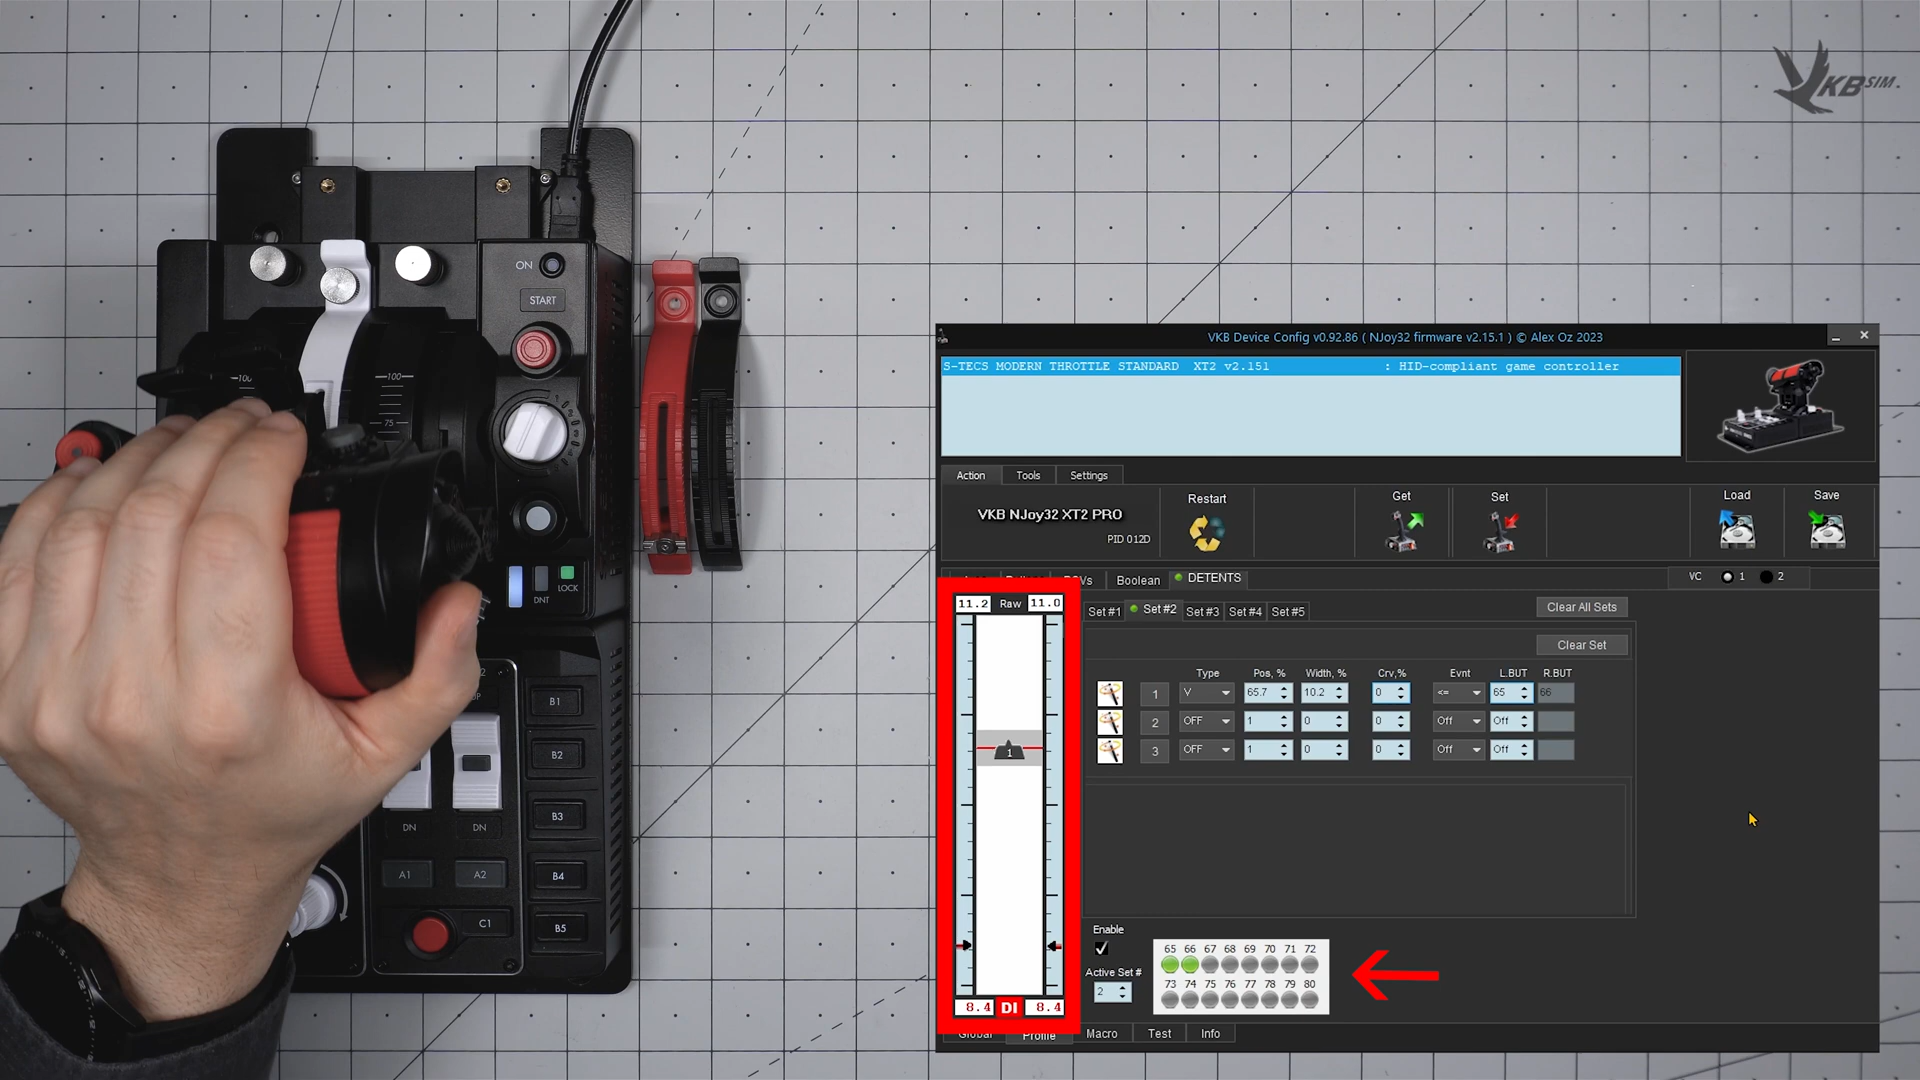 VKBSIM.
ON
START
100
100
75
DNT
LOCK
B1
B2
DN
DN
B3
A1
A2
B4
C1
B5
VKB Device Config v0.92.86 ( NJoy32 firmware v2.15.1 ) © Alex Oz 2023
S-TECS MODERN THROTTLE STANDARD XT2 v2.151 : HID-compliant game controller
Action Tools Settings
Restart Get Set Load Save
VKB NJoy32 XT2 PRO
PID 012D
Boolean DETENTS VC 1 2
11.2 Raw 11.0
Set #1 Set #2 Set #3 Set #4 Set #5 Clear All Sets
Clear Set
Type Pos, % Width, % Crv,% Evnt L.BUT R.BUT
1 V 65.7 10.2 0 <= 65 66
2 OFF 1 0 0 Off Off
3 OFF 1 0 0 Off Off
1
Enable
Active Set #
2
65 66 67 68 69 70 71 72
73 74 75 76 77 78 79 80
8.4 DI 8.4
Global Profile Macro Test Info